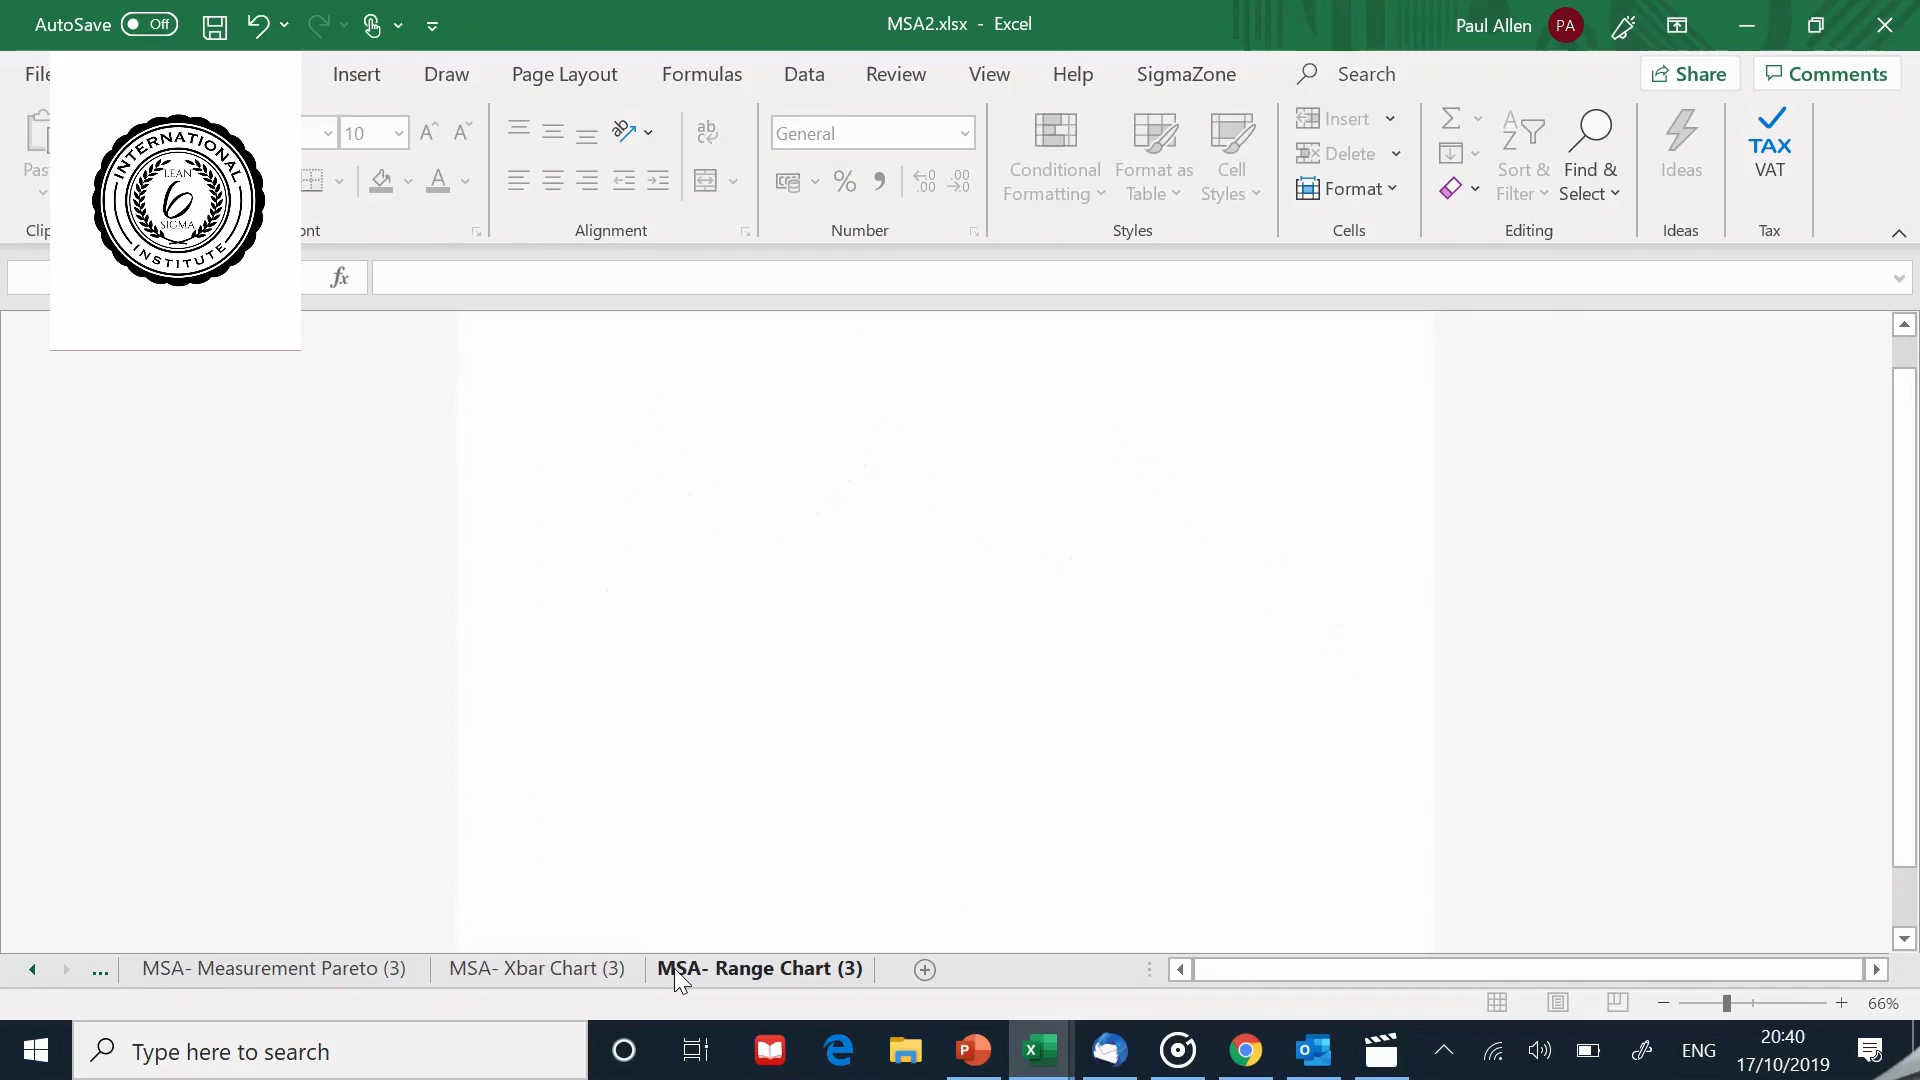 AutoSave Off
MSA2.xlsx - Excel
Paul Allen PA
File Insert Draw Page Layout Formulas Data Review View Help SigmaZone Search
Share Comments
INTERNATIONAL
LEAN
6
SIGMA
INSTITUTE
10
General
Conditional
Formatting
Format as
Table
Cell
Styles
Insert
Delete
Format
Sort &
Filter
Find &
Select
Ideas
TAX
VAT
Alignment
Number
Styles
Cells
Editing
Ideas
Tax
fx
... MSA- Measurement Pareto (3) MSA- Xbar Chart (3) MSA- Range Chart (3)
66%
Type here to search
ENG
20:40
17/10/2019